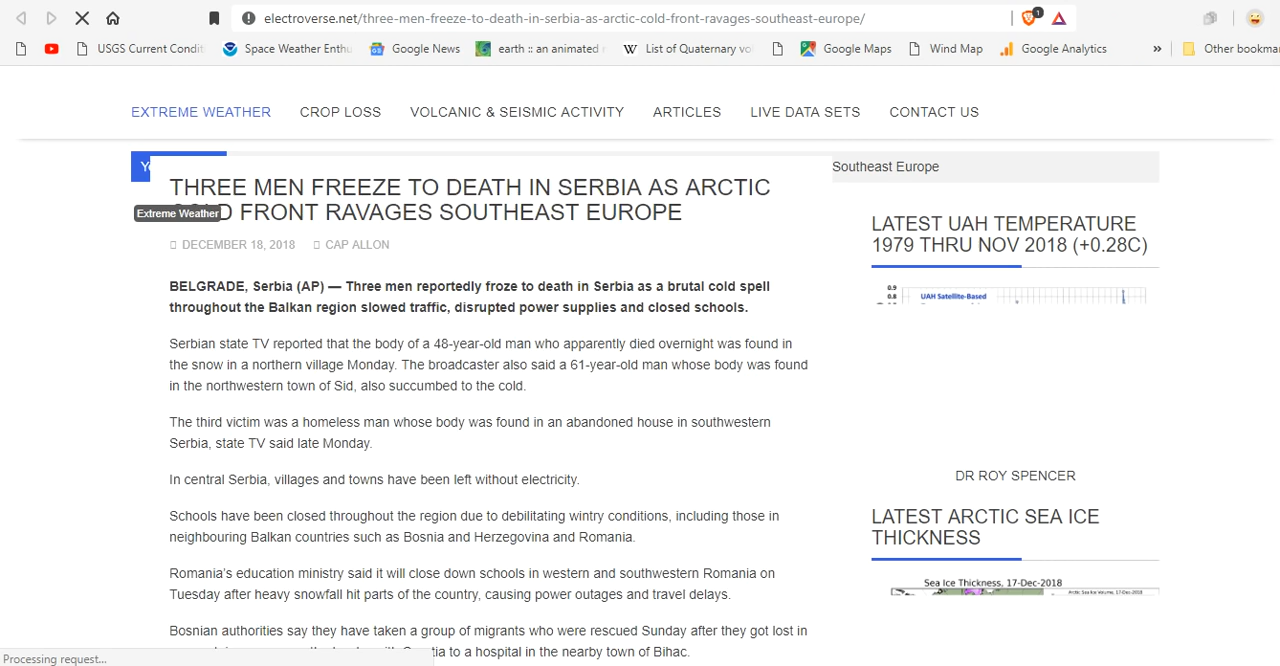 electroverse.net/three-men-freeze-to-death-in-serbia-as-arctic-cold-front-ravages-southeast-europe/
1
USGS Current Condit
Space Weather Enthu
Google News
earth :: an animated
List of Quaternary vo
Google Maps
Wind Map
Google Analytics
»
Other bookma
EXTREME WEATHER CROP LOSS VOLCANIC & SEISMIC ACTIVITY ARTICLES LIVE DATA SETS CONTACT US
Southeast Europe
THREE MEN FREEZE TO DEATH IN SERBIA AS ARCTIC
FRONT RAVAGES SOUTHEAST EUROPE
Extreme Weather
DECEMBER 18, 2018 CAP ALLON
BELGRADE, Serbia (AP) — Three men reportedly froze to death in Serbia as a brutal cold spell
throughout the Balkan region slowed traffic, disrupted power supplies and closed schools.
Serbian state TV reported that the body of a 48-year-old man who apparently died overnight was found in
the snow in a northern village Monday. The broadcaster also said a 61-year-old man whose body was found
in the northwestern town of Sid, also succumbed to the cold.
The third victim was a homeless man whose body was found in an abandoned house in southwestern
Serbia, state TV said late Monday.
In central Serbia, villages and towns have been left without electricity.
Schools have been closed throughout the region due to debilitating wintry conditions, including those in
neighbouring Balkan countries such as Bosnia and Herzegovina and Romania.
Romania's education ministry said it will close down schools in western and southwestern Romania on
Tuesday after heavy snowfall hit parts of the country, causing power outages and travel delays.
Bosnian authorities say they have taken a group of migrants who were rescued Sunday after they got lost in
to a hospital in the nearby town of Bihac.
LATEST UAH TEMPERATURE
1979 THRU NOV 2018 (+0.28C)
0.9
0.8
UAH Satellite-Based
DR ROY SPENCER
LATEST ARCTIC SEA ICE
THICKNESS
Sea Ice Thickness, 17-Dec-2018
Arctic Sea Ice Volume, 17-Dec-2018
Processing request...